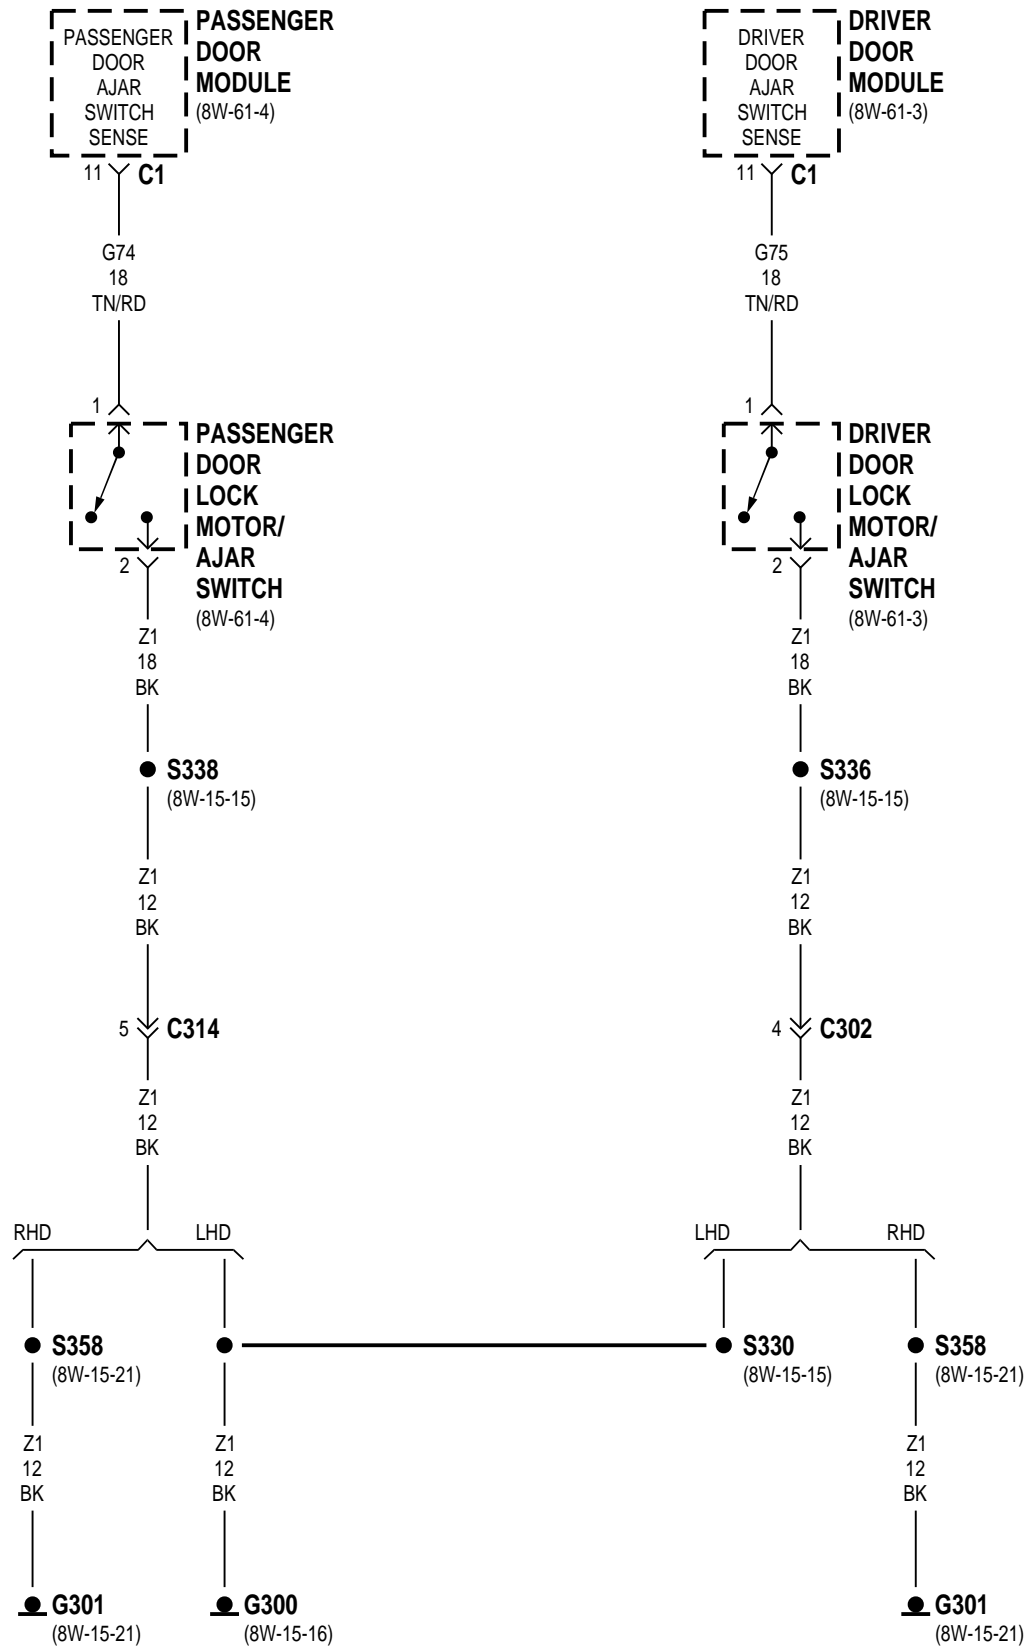 PASSENGER
DOOR
AJAR
SWITCH
SENSE
PASSENGER
DOOR
MODULE
(8W-61-4)
11
C1
G74
18
TN/RD
1
PASSENGER
DOOR
LOCK
MOTOR/
AJAR
SWITCH
(8W-61-4)
2
Z1
18
BK
S338
(8W-15-15)
Z1
12
BK
5
C314
Z1
12
BK
RHD
LHD
S358
(8W-15-21)
Z1
12
BK
Z1
12
BK
G301
(8W-15-21)
G300
(8W-15-16)
DRIVER
DOOR
AJAR
SWITCH
SENSE
DRIVER
DOOR
MODULE
(8W-61-3)
11
C1
G75
18
TN/RD
1
DRIVER
DOOR
LOCK
MOTOR/
AJAR
SWITCH
(8W-61-3)
2
Z1
18
BK
S336
(8W-15-15)
Z1
12
BK
4
C302
Z1
12
BK
LHD
RHD
S330
(8W-15-15)
S358
(8W-15-21)
Z1
12
BK
G301
(8W-15-21)